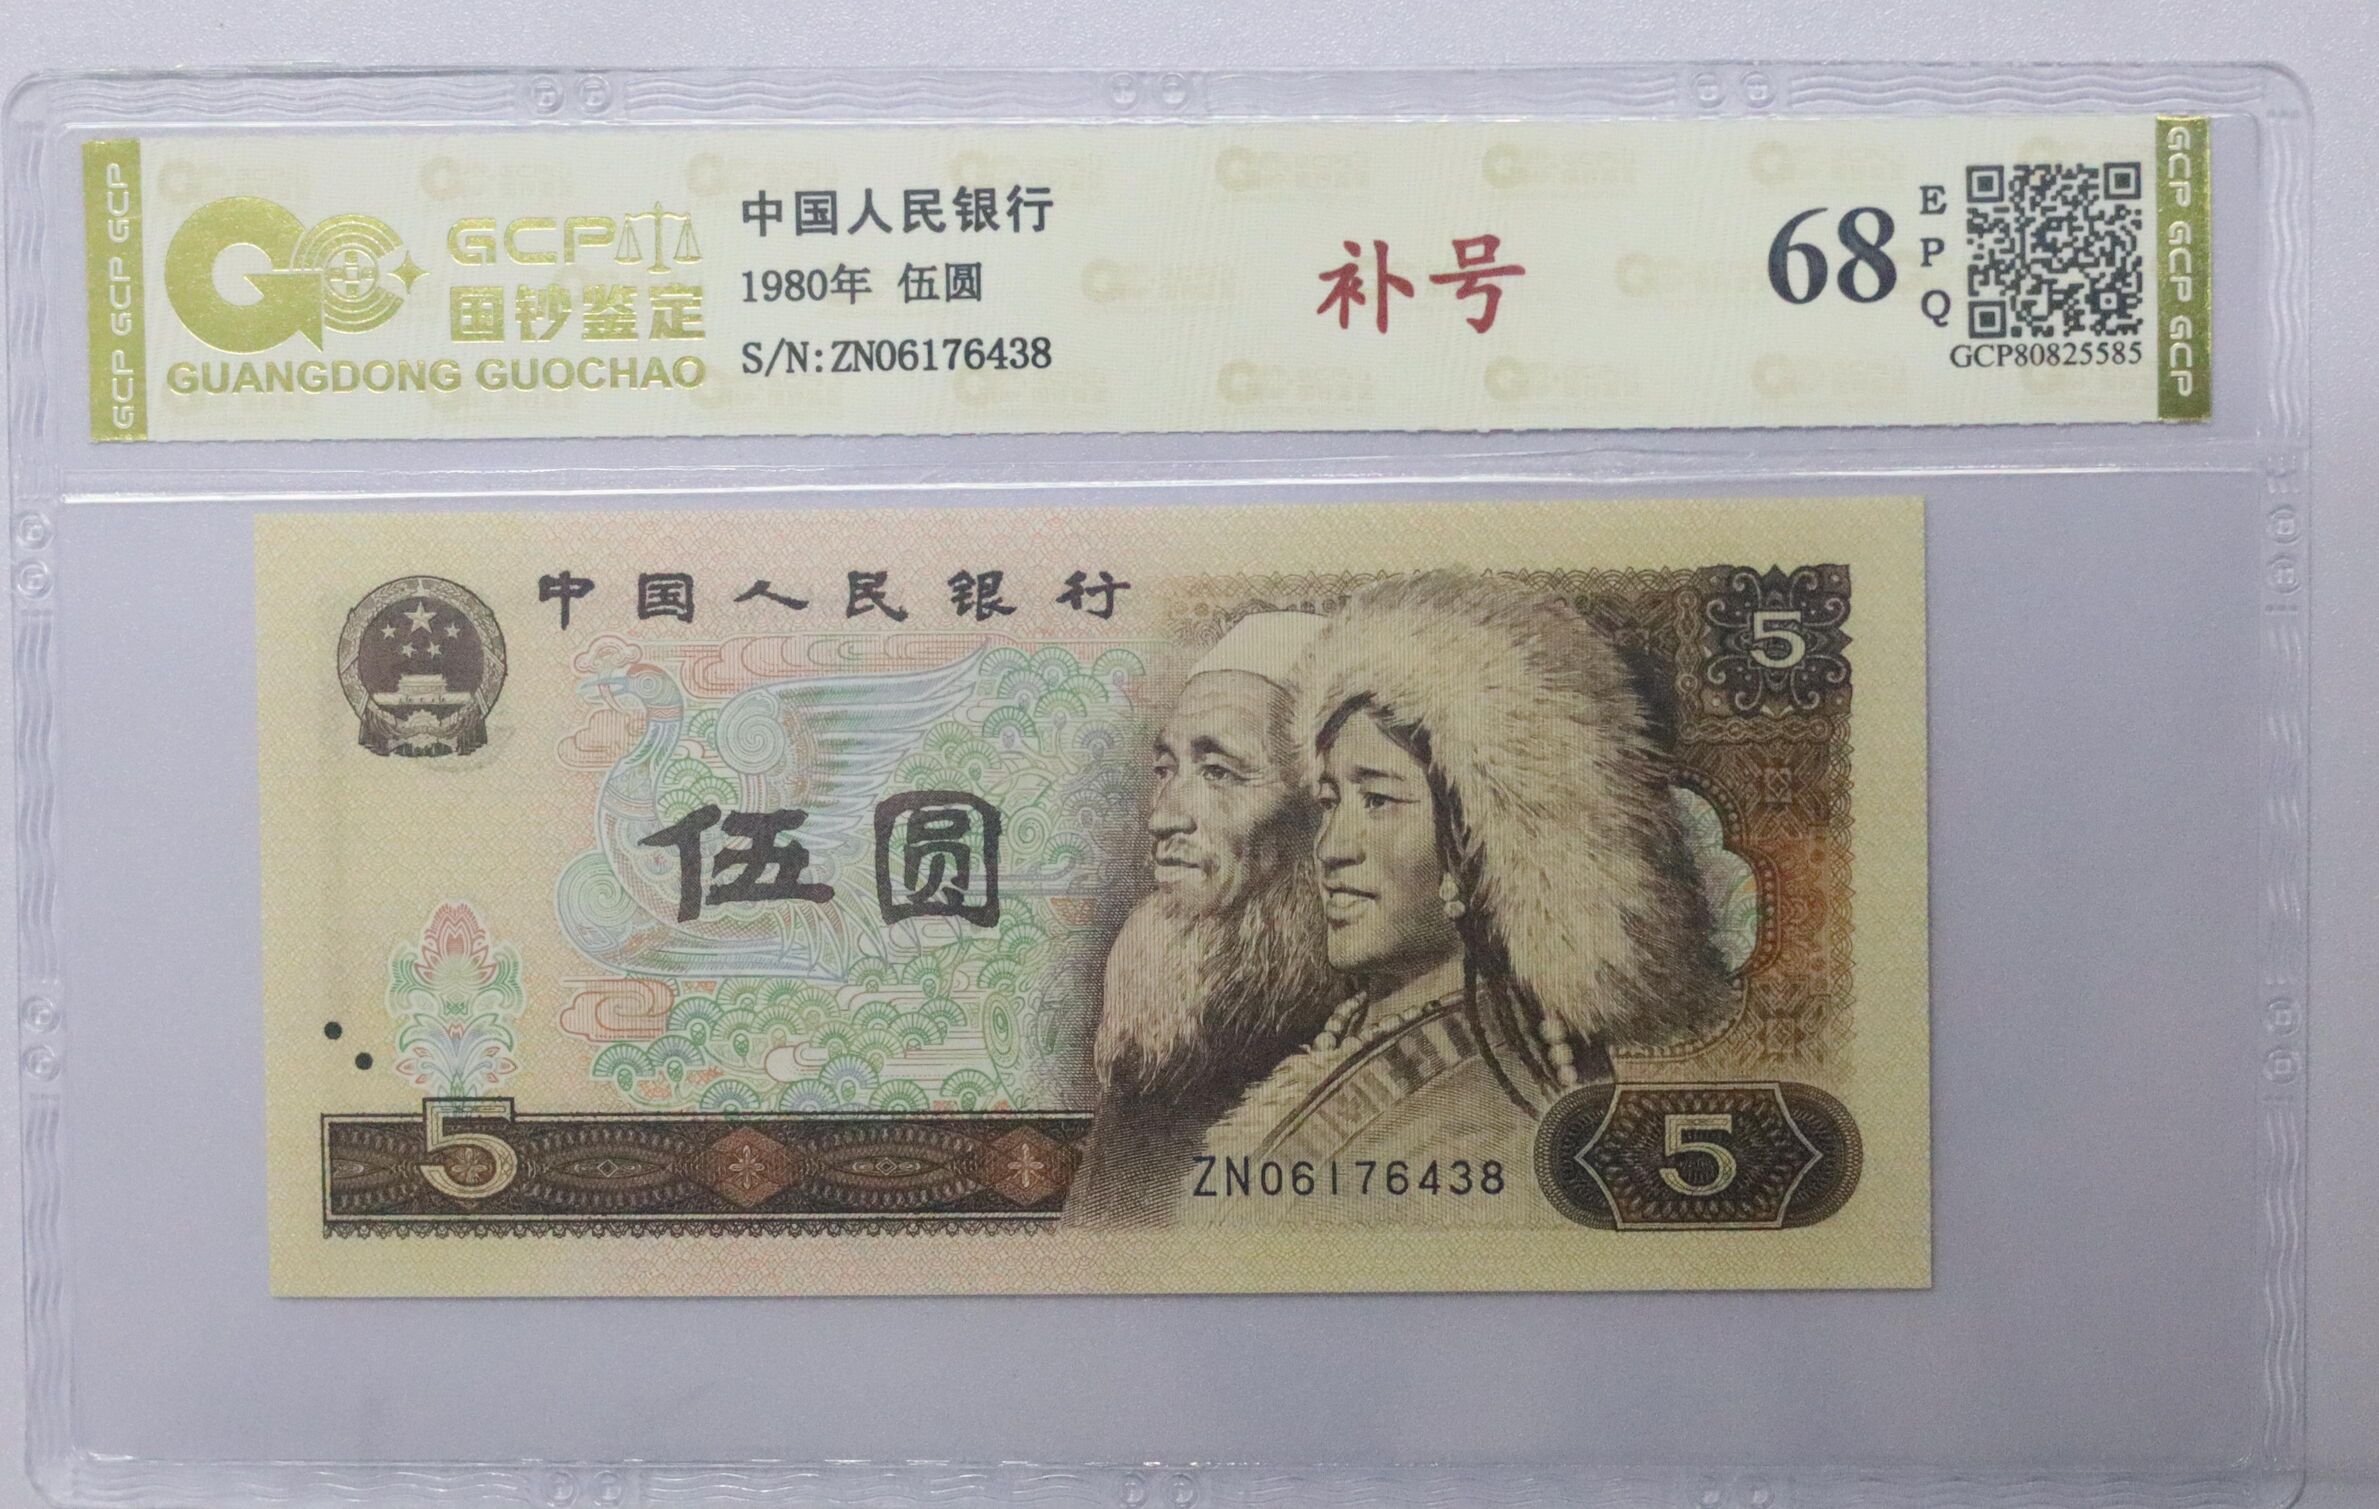 GCP GCP GCP
GCP
国钞鉴定
GUANGDONG GUOCHAO
中国人民银行
1980年 伍圆
S/N:ZN06176438
补号
68
EPQ
GCP80825585
GCP GCP GCP
中国人民银行
5
伍圆
5
ZN06176438
5